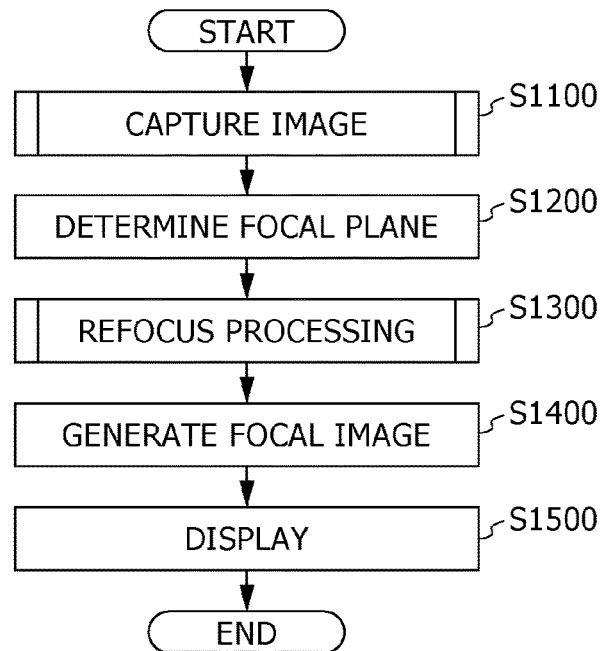 START
CAPTURE IMAGE
S1100
DETERMINE FOCAL PLANE
S1200
REFOCUS PROCESSING
S1300
GENERATE FOCAL IMAGE
S1400
DISPLAY
S1500
END